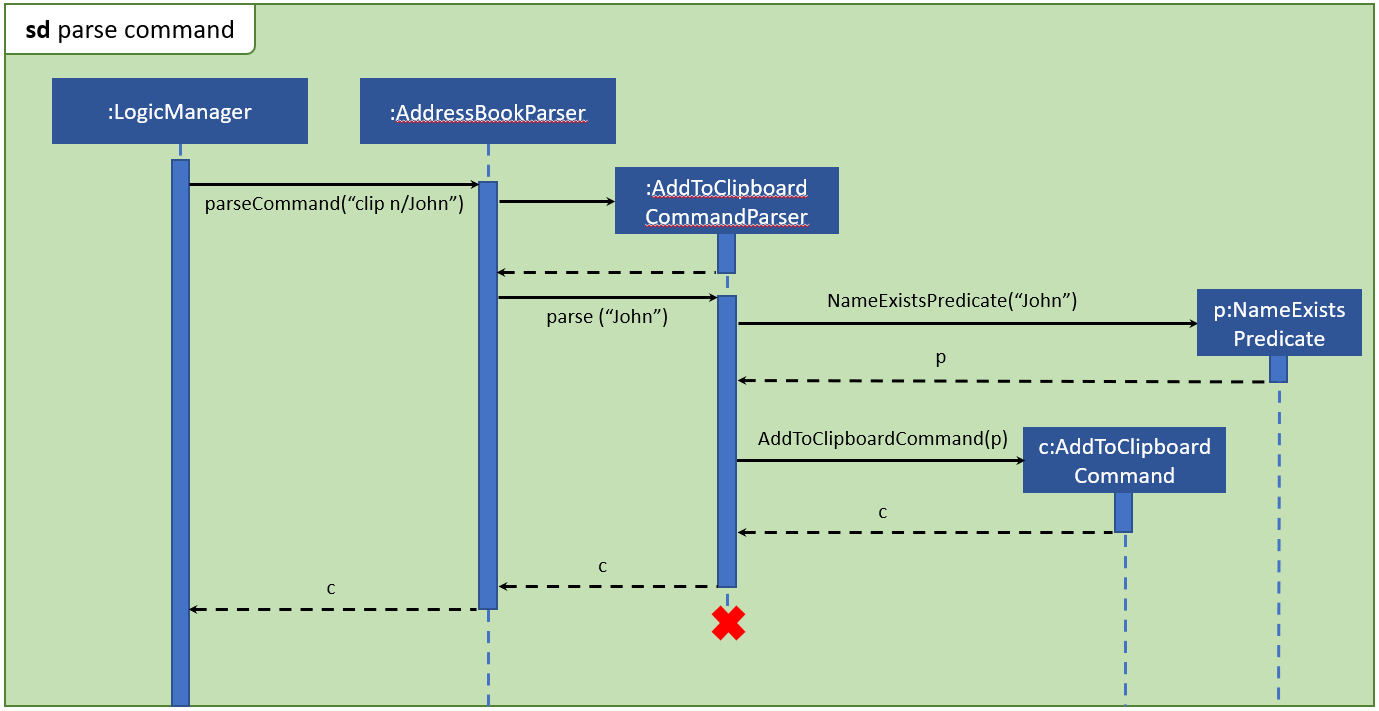 sd parse command
:LogicManager
:AddressBookParser
:AddToClipboard
CommandParser
parseCommand(“clip n/John”)
parse (“John”)
NameExistsPredicate(“John”)
p:NameExists
Predicate
p
AddToClipboardCommand(p)
c:AddToClipboard
Command
c
c
c